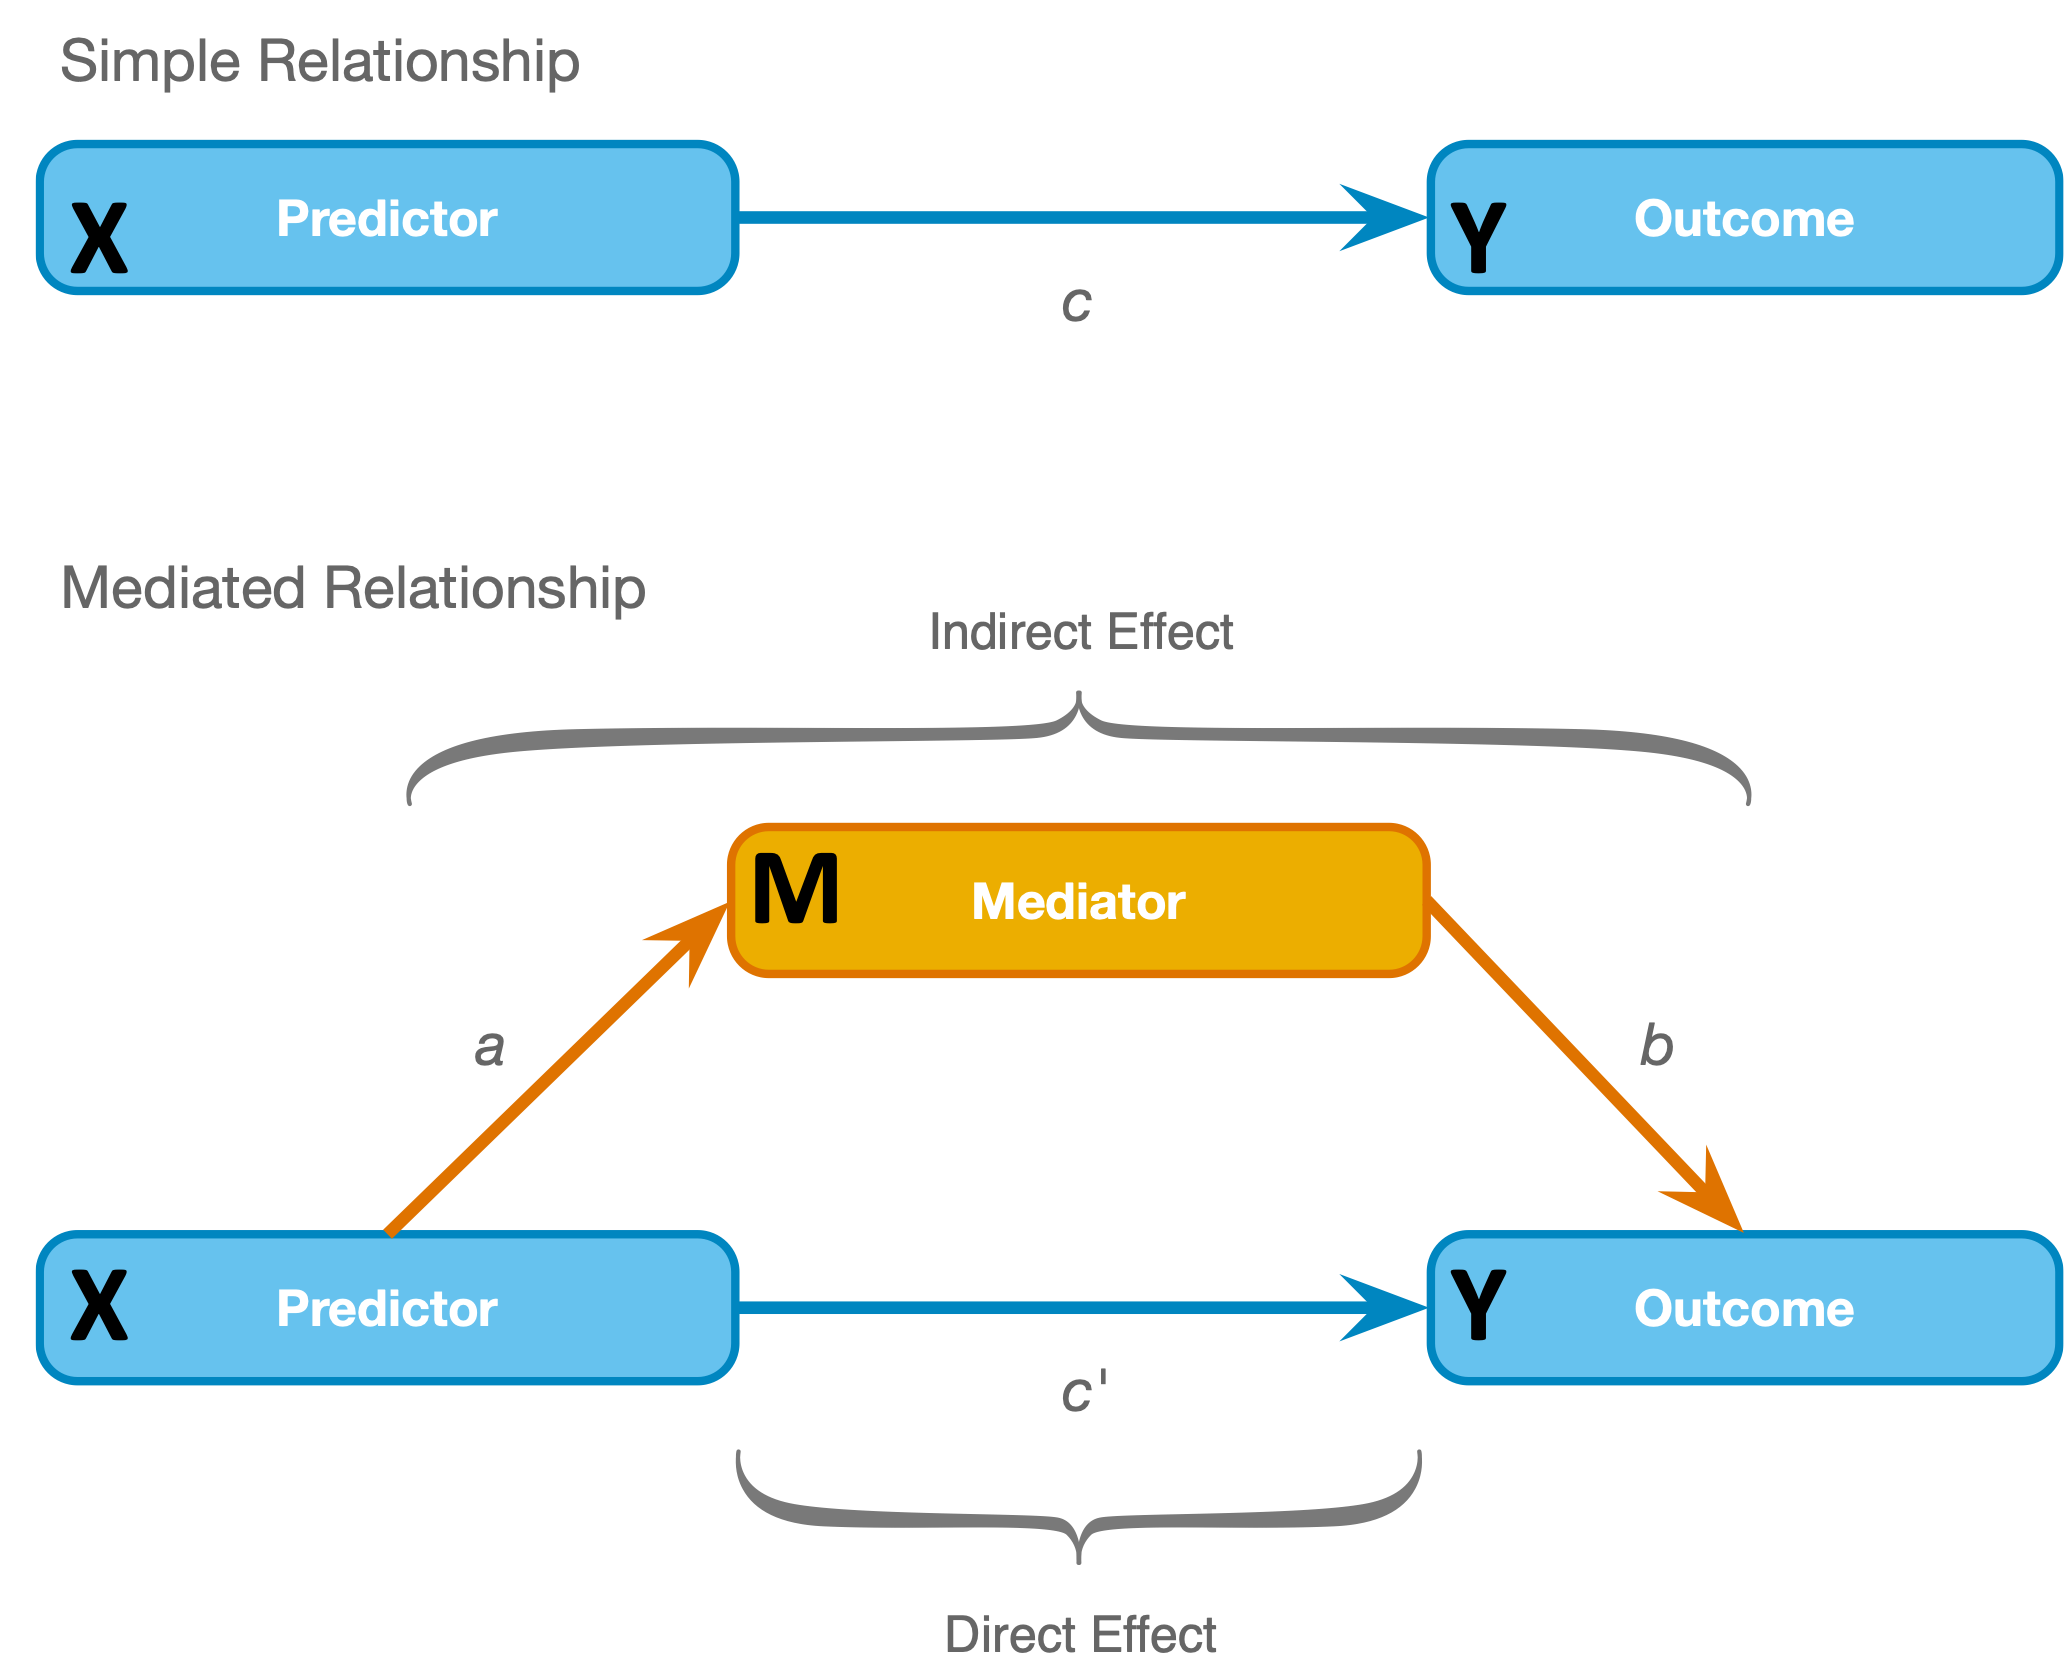 Simple Relationship
X Predictor
Y Outcome
c
Mediated Relationship
Indirect Effect
M Mediator
a
b
X Predictor
Y Outcome
c'
Direct Effect